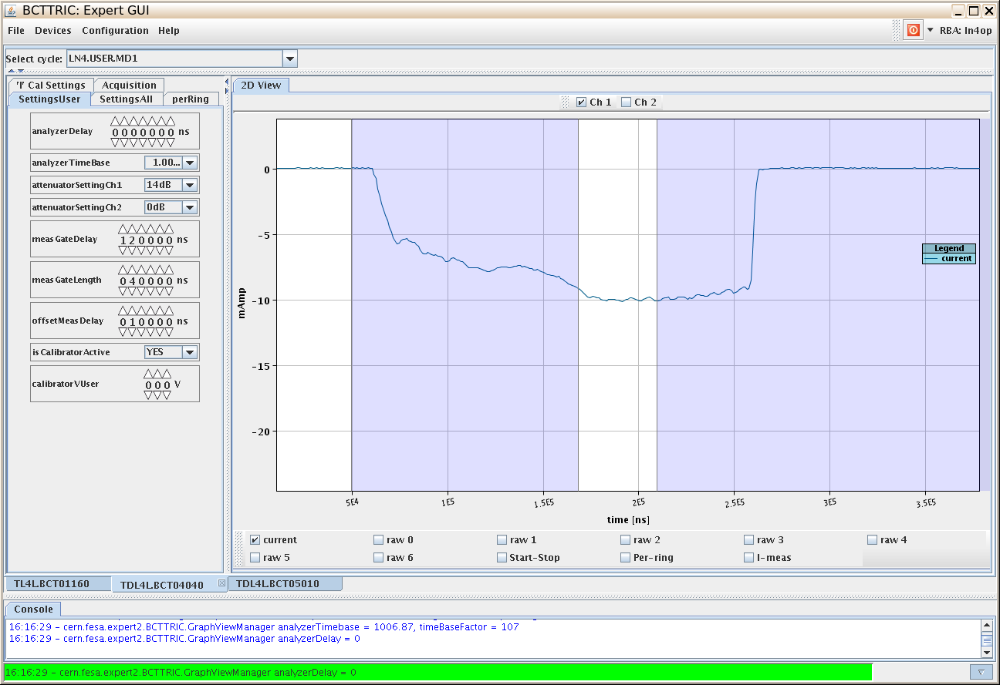 BCTTRIC: Expert GUI
File Devices Configuration Help
RBA: ln4op
Select cycle: LN4.USER.MD1
'I' Cal Settings Acquisition
SettingsUser SettingsAll perRing
analyzerDelay 0000000 ns
analyzerTimeBase 1.00...
attenuatorSettingCh1 14dB
attenuatorSettingCh2 0dB
measGateDelay 120000 ns
measGateLength 040000 ns
offsetMeasDelay 010000 ns
isCalibratorActive YES
calibratorVUser 000 V
2D View
Ch 1 Ch 2
0
-5
-10
-15
-20
mAmp
Legend
current
5E4 1E5 1.5E5 2E5 2.5E5 3E5 3.5E5
time [ns]
current raw 0 raw 1 raw 2 raw 3 raw 4
raw 5 raw 6 Start-Stop Per-ring I-meas
TL4L.BCT01160 TDL4L.BCT04040 TDL4L.BCT05010
Console
16:16:29 - cern.fesa.expert2.BCTTRIC.GraphViewManager analyzerTimebase = 1006.87, timeBaseFactor = 107
16:16:29 - cern.fesa.expert2.BCTTRIC.GraphViewManager analyzerDelay = 0
16:16:29 - cern.fesa.expert2.BCTTRIC.GraphViewManager analyzerDelay = 0